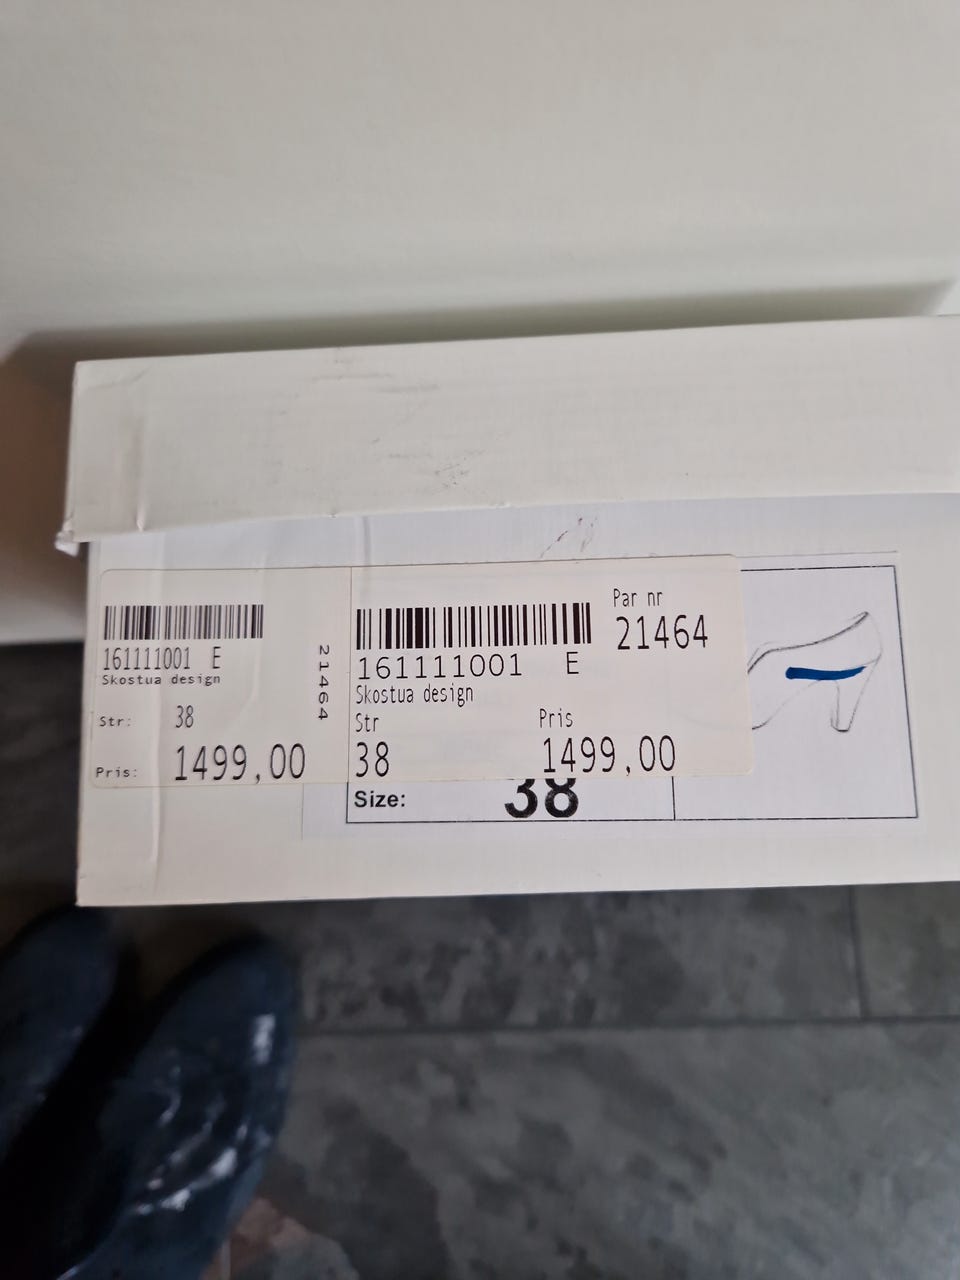 161111001 E
Skostua design
Str: 38
Pris: 1499,00
21464
Par nr
21464
161111001 E
Skostua design
Str Pris
38 1499,00
Size: 38